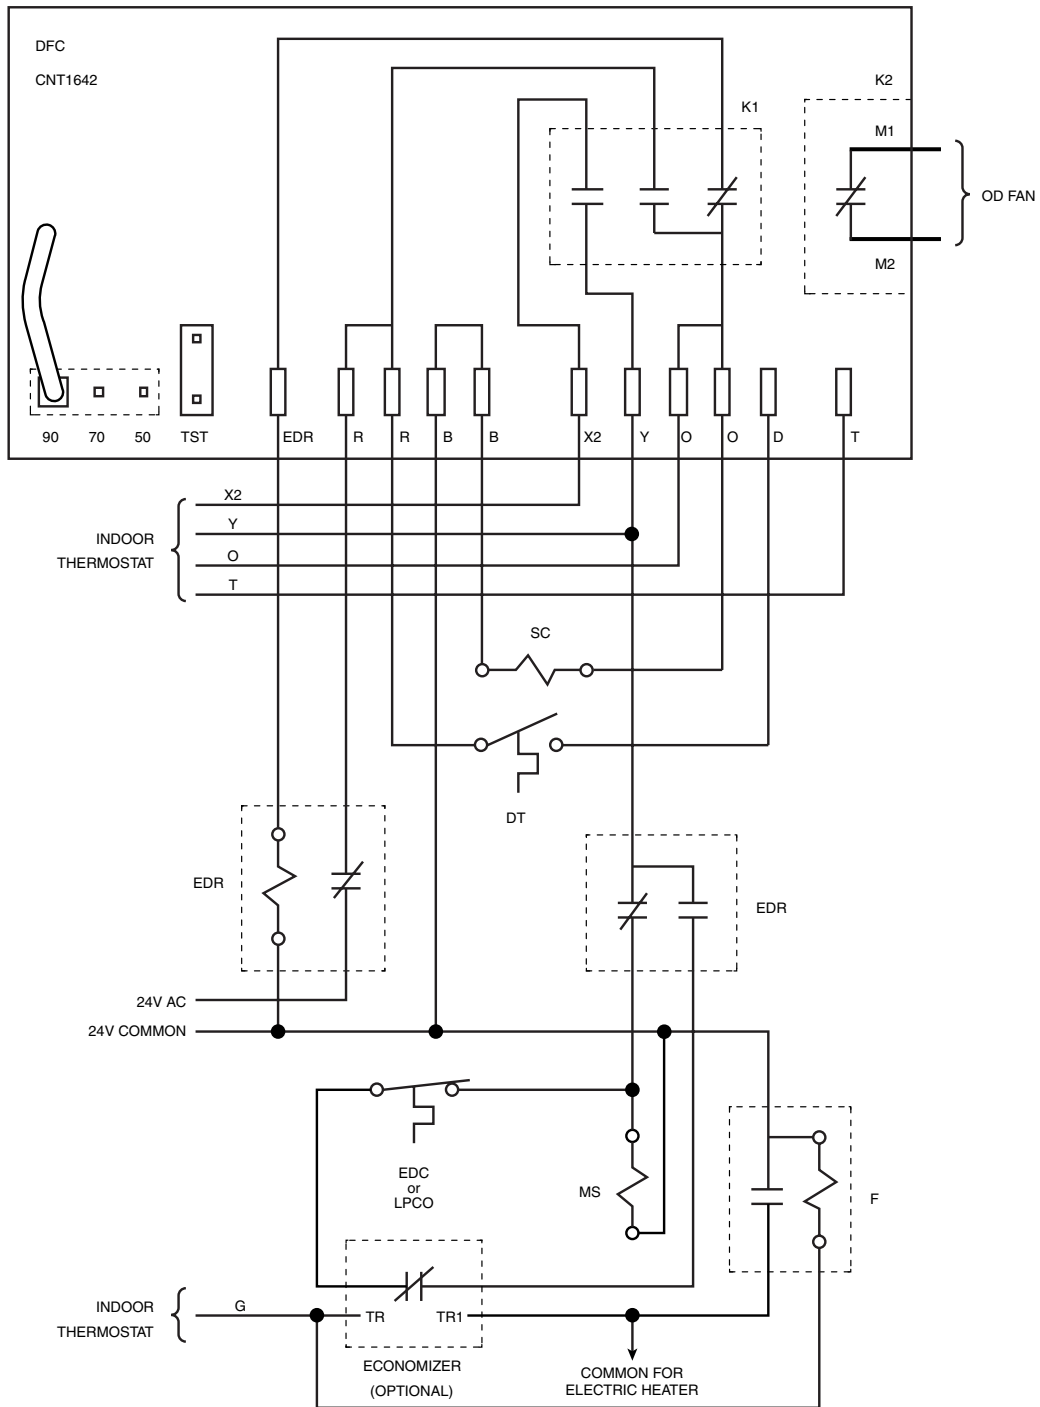 DFC
CNT1642
K2
K1
M1
OD FAN
M2
90 70 50 TST EDR R R B B X2 Y O O D T
X2
Y
INDOOR
THERMOSTAT
O
T
SC
DT
EDR
EDR
24V AC
24V COMMON
EDC
or
LPCO
MS
F
INDOOR
THERMOSTAT
G
TR TR1
ECONOMIZER
(OPTIONAL)
COMMON FOR
ELECTRIC HEATER